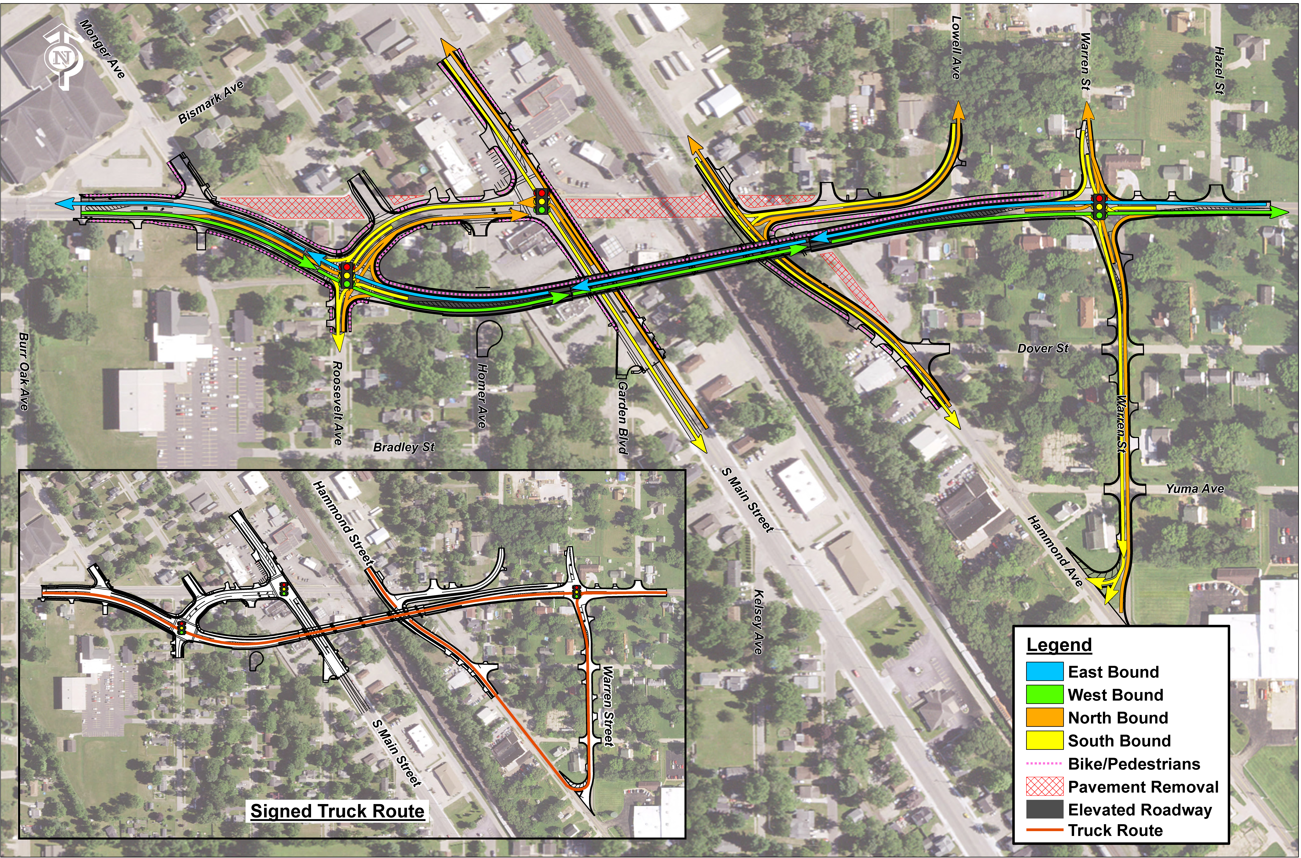 Monger Ave
Bismark Ave
N
Lowell Ave
Warren St
Hazel St
Burr Oak Ave
Roosevelt Ave
Homer Ave
Garden Blvd
Bradley St
Dover St
Warren St
Yuma Ave
S Main Street
Hammond Ave
Kelsey Ave
Hammond Street
S Main Street
Warren Street
Signed Truck Route
Legend
East Bound
West Bound
North Bound
South Bound
Bike/Pedestrians
Pavement Removal
Elevated Roadway
Truck Route